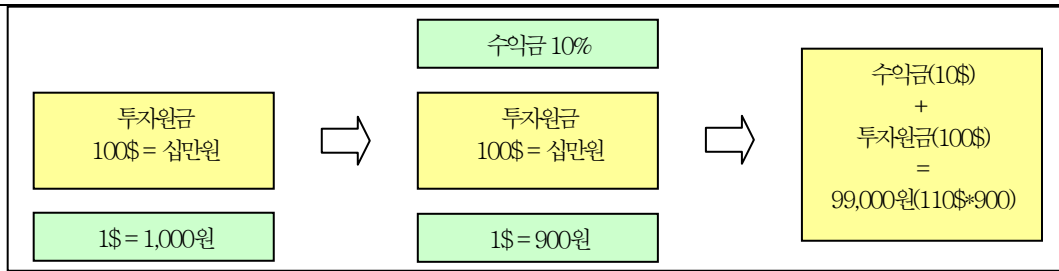 투자원금
100$ = 십만원
1$ = 1,000원
수익금 10%
투자원금
100$ = 십만원
1$ = 900원
수익금(10$)
+
투자원금(100$)
=
99,000원(110$*900)